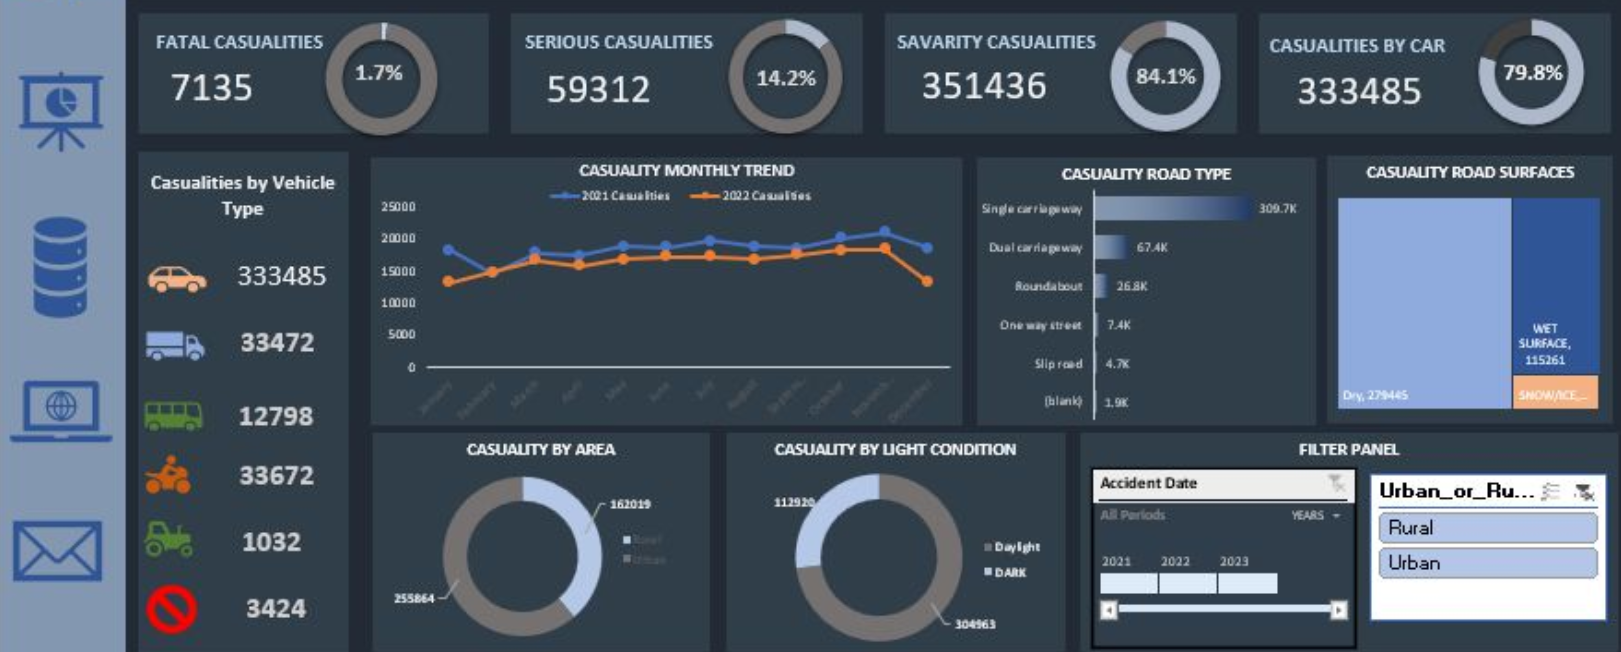 FATAL CASUALITIES
7135
1.7%
SERIOUS CASUALITIES
59312
14.2%
SAVARITY CASUALITIES
351436
84.1%
CASUALITIES BY CAR
333485
79.8%
Casualities by Vehicle
Type
333485
33472
12798
33672
1032
3424
CASUALITY MONTHLY TREND
2021 Casualities
2022 Casualities
25000
20000
15000
10000
5000
0
January
February
March
April
May
June
July
August
Septem...
October
Novemb...
December
CASUALITY ROAD TYPE
Single carriageway
309.7K
Dual carriageway
67.4K
Roundabout
26.8K
One way street
7.4K
Slip road
4.7K
(blank)
1.9K
CASUALITY ROAD SURFACES
Dry, 279445
WET
SURFACE,
115261
SNOW/ICE,...
CASUALITY BY AREA
162019
255864
Rural
Urban
CASUALITY BY LIGHT CONDITION
112920
304963
Daylight
DARK
FILTER PANEL
Accident Date
All Periods
YEARS
2021 2022 2023
Urban_or_Ru...
Rural
Urban